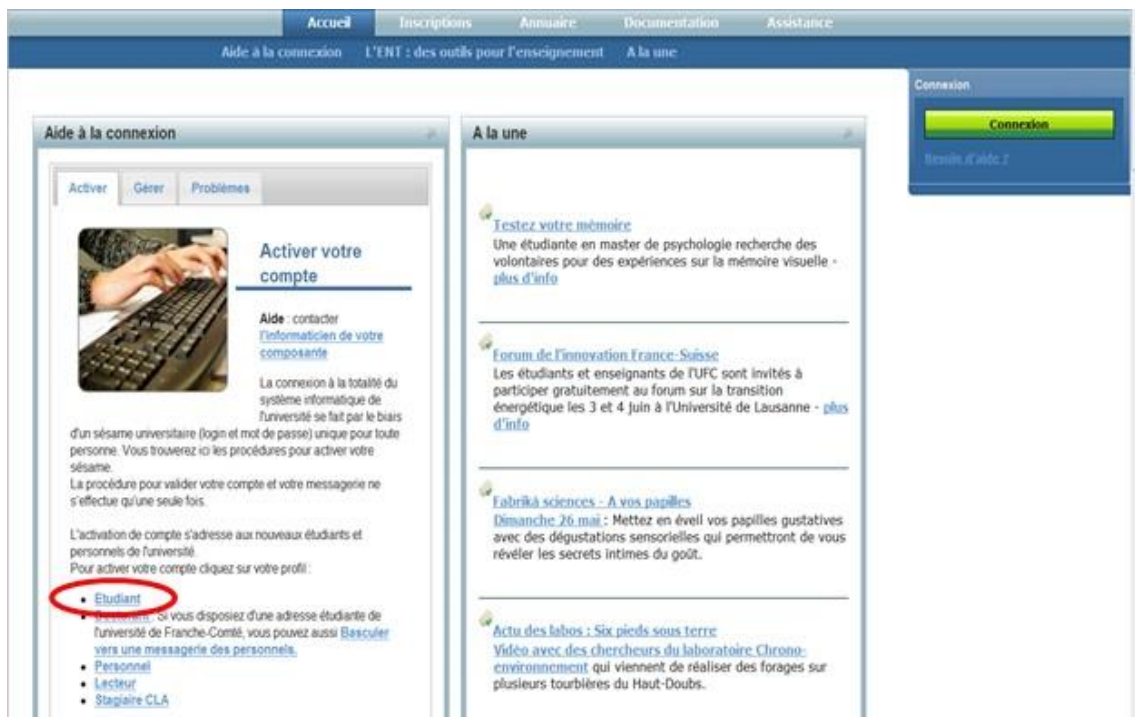 Accueil Inscriptions Annuaire Documentation Assistance
Aide à la connexion L'ENT : des outils pour l'enseignement A la une
Connexion
Connexion
Besoin d'aide ?
Aide à la connexion
Activer Gérer Problèmes
Activer votre
compte
Aide : contacter
l'informaticien de votre
composante
La connexion à la totalité du
système informatique de
l'université se fait par le biais
d'un sésame universitaire (login et mot de passe) unique pour toute
personne. Vous trouverez ici les procédures pour activer votre
sésame.
La procédure pour valider votre compte et votre messagerie ne
s'effectue qu'une seule fois.
L'activation de compte s'adresse aux nouveaux étudiants et
personnels de l'université.
Pour activer votre compte cliquez sur votre profil :
Etudiant
Doctorant : Si vous disposiez d'une adresse étudiante de
l'université de Franche-Comté, vous pouvez aussi Basculer
vers une messagerie des personnels.
Personnel
Lecteur
Stagiaire CLA
A la une
Testez votre mémoire
Une étudiante en master de psychologie recherche des
volontaires pour des expériences sur la mémoire visuelle -
plus d'info
Forum de l'innovation France-Suisse
Les étudiants et enseignants de l'UFC sont invités à
participer gratuitement au forum sur la transition
énergétique les 3 et 4 juin à l'Université de Lausanne - plus
d'info
Fabrikà sciences - A vos papilles
Dimanche 26 mai : Mettez en éveil vos papilles gustatives
avec des dégustations sensorielles qui permettront de vous
révéler les secrets intimes du goût.
Actu des labos : Six pieds sous terre
Vidéo avec des chercheurs du laboratoire Chrono-
environnement qui viennent de réaliser des forages sur
plusieurs tourbières du Haut-Doubs.